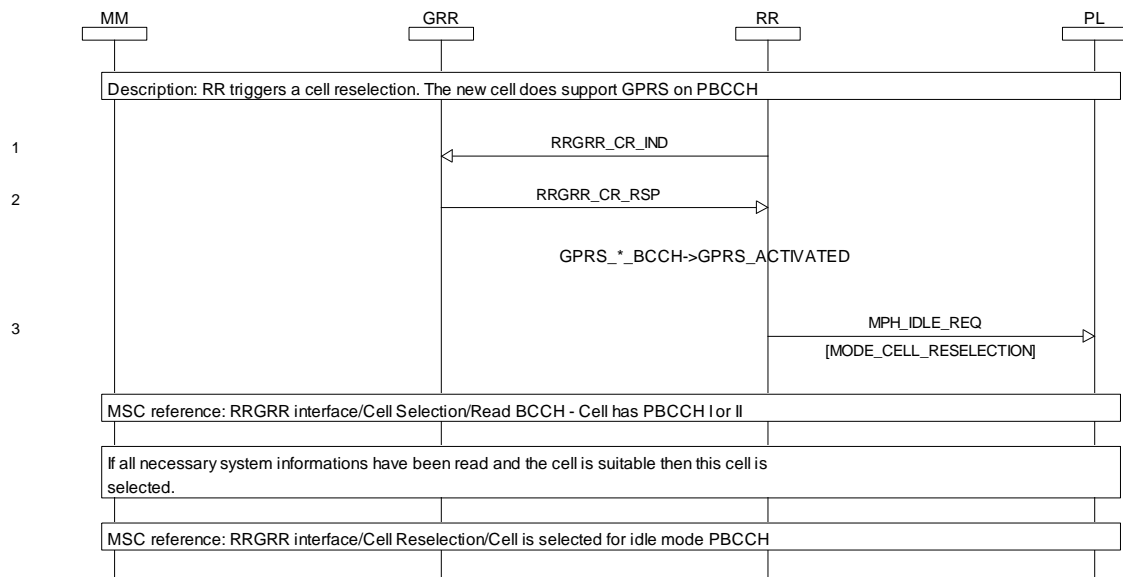 MM GRR RR PL
Description: RR triggers a cell reselection. The new cell does support GPRS on PBCCH
1 RRGRR_CR_IND
2 RRGRR_CR_RSP
GPRS_*_BCCH->GPRS_ACTIVATED
3 MPH_IDLE_REQ
[MODE_CELL_RESELECTION]
MSC reference: RRGRR interface/Cell Selection/Read BCCH - Cell has PBCCH I or II
If all necessary system informations have been read and the cell is suitable then this cell is
selected.
MSC reference: RRGRR interface/Cell Reselection/Cell is selected for idle mode PBCCH